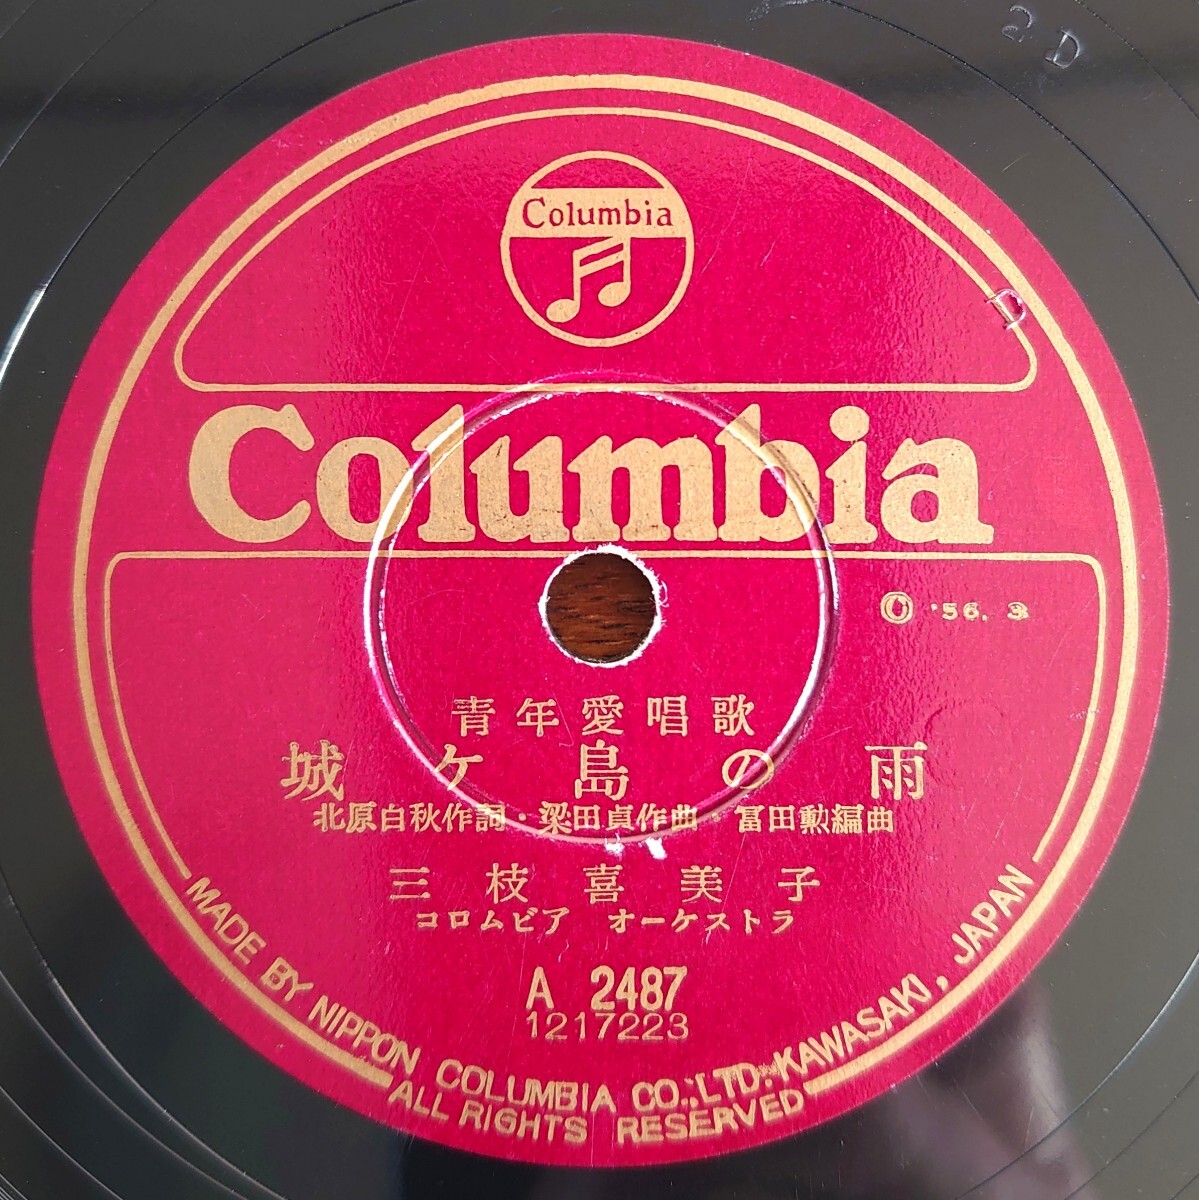 2D
Columbia
D
Columbia
Ⓒ '56. 3
青年愛唱歌
城ケ島の雨
北原白秋作詞・梁田貞作曲 冨田勲編曲
三枝喜美子
コロムビア オーケストラ
A 2487
1217223
MADE BY NIPPON COLUMBIA CO., LTD. KAWASAKI, JAPAN
ALL RIGHTS RESERVED